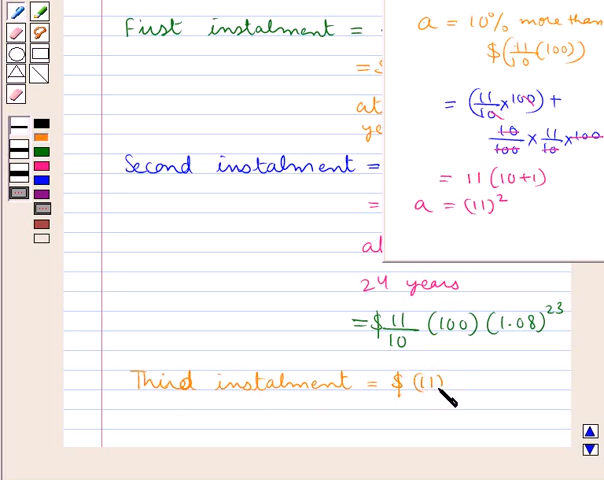 First instalment =
= $
at
ye
Second instalment =
=
al
24 years
= $ 11/10 (100) (1.08)^23
Third instalment = $ (11)
a = 10% more than
$(11/10 (100))
= (11/10 × 100) +
10/100 × 11/10 × 100
= 11(10+1)
a = (11)^2